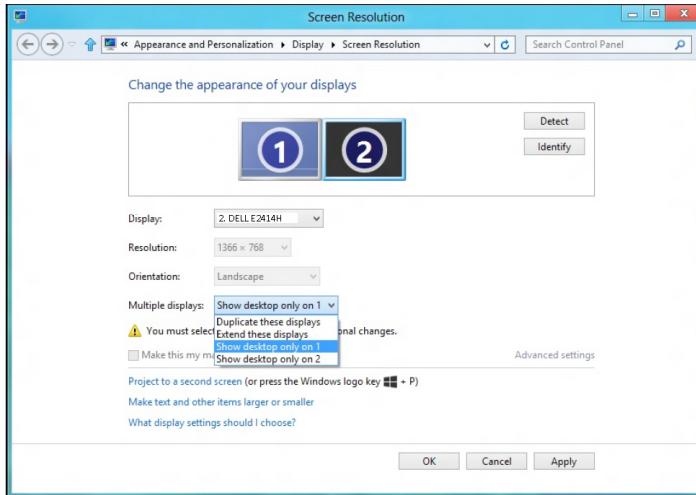 Screen Resolution
« Appearance and Personalization ▸ Display ▸ Screen Resolution
Search Control Panel
Change the appearance of your displays
1
2
Detect
Identify
Display: 2. DELL E2414H
Resolution: 1366 × 768
Orientation: Landscape
Multiple displays: Show desktop only on 1
Duplicate these displays
You must selec
onal changes.
Extend these displays
Show desktop only on 1
Make this my m
Advanced settings
Show desktop only on 2
Project to a second screen (or press the Windows logo key + P)
Make text and other items larger or smaller
What display settings should I choose?
OK Cancel Apply